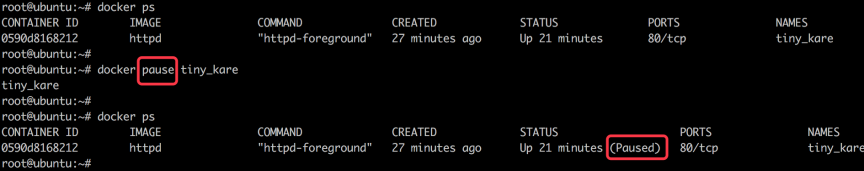 root@ubuntu:~# docker ps
CONTAINER ID IMAGE COMMAND CREATED STATUS PORTS NAMES
0590d8168212 httpd "httpd-foreground" 27 minutes ago Up 21 minutes 80/tcp tiny_kare
root@ubuntu:~#
root@ubuntu:~# docker pause tiny_kare
tiny_kare
root@ubuntu:~#
root@ubuntu:~# docker ps
CONTAINER ID IMAGE COMMAND CREATED STATUS PORTS NAMES
0590d8168212 httpd "httpd-foreground" 27 minutes ago Up 21 minutes (Paused) 80/tcp tiny_kare
root@ubuntu:~#